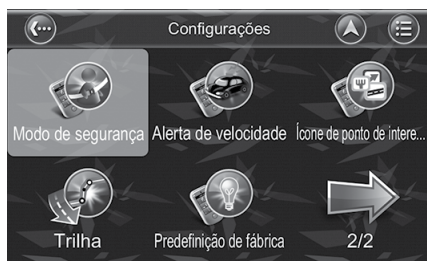 Configurações
Modo de segurança Alerta de velocidade Ícone de ponto de intere...
Trilha Predefinição de fábrica 2/2